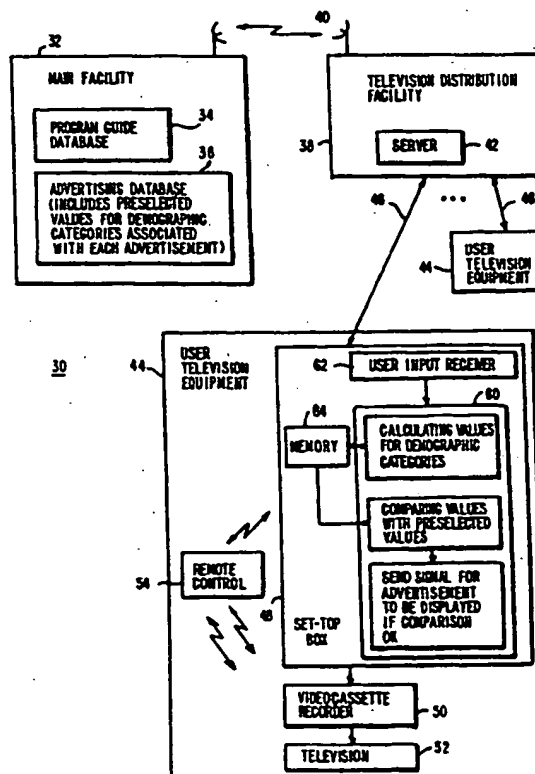 32
40
MAIN FACILITY
PROGRAM GUIDE
DATABASE
34
36
ADVERTISING DATABASE
(INCLUDES PRESELECTED
VALUES FOR DEMOGRAPHIC
CATEGORIES ASSOCIATED
WITH EACH ADVERTISEMENT)
TELEVISION DISTRIBUTION
FACILITY
38
SERVER
42
46
...
46
USER
TELEVISION
EQUIPMENT
44
30
44
USER
TELEVISION
EQUIPMENT
62
USER INPUT RECEIVER
60
64
MEMORY
CALCULATING VALUES
FOR DEMOGRAPHIC
CATEGORIES
COMPARING VALUES
WITH PRESELECTED
VALUES
SEND SIGNAL FOR
ADVERTISEMENT
TO BE DISPLAYED
IF COMPARISON
OK
REMOTE
CONTROL
54
48
SET-TOP
BOX
VIDEOCASSETTE
RECORDER
50
TELEVISION
52